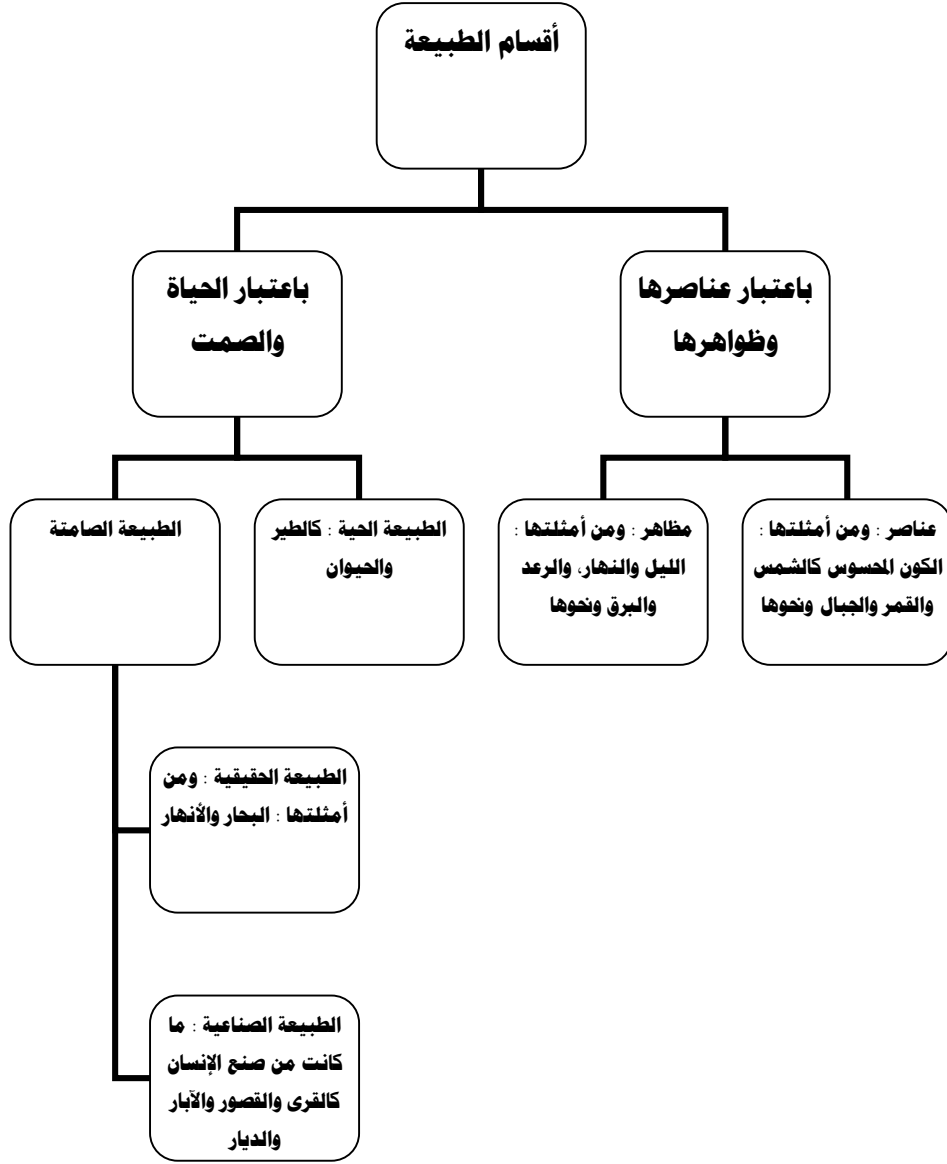 أقسام الطبيعة
باعتبار عناصرها
وظواهرها
باعتبار الحياة
والصمت
عناصر : ومن أمثلتها :
الكون المحسوس كالشمس
والقمر والجبال ونحوها
مظاهر : ومن أمثلتها :
الليل والنهار، والرعد
والبرق ونحوها
الطبيعة الحية : كالطير
والحيوان
الطبيعة الصامتة
الطبيعة الحقيقية : ومن
أمثلتها : البحار والأنهار
الطبيعة الصناعية : ما
كانت من صنع الإنسان
كالقرى والقصور والآبار
والديار